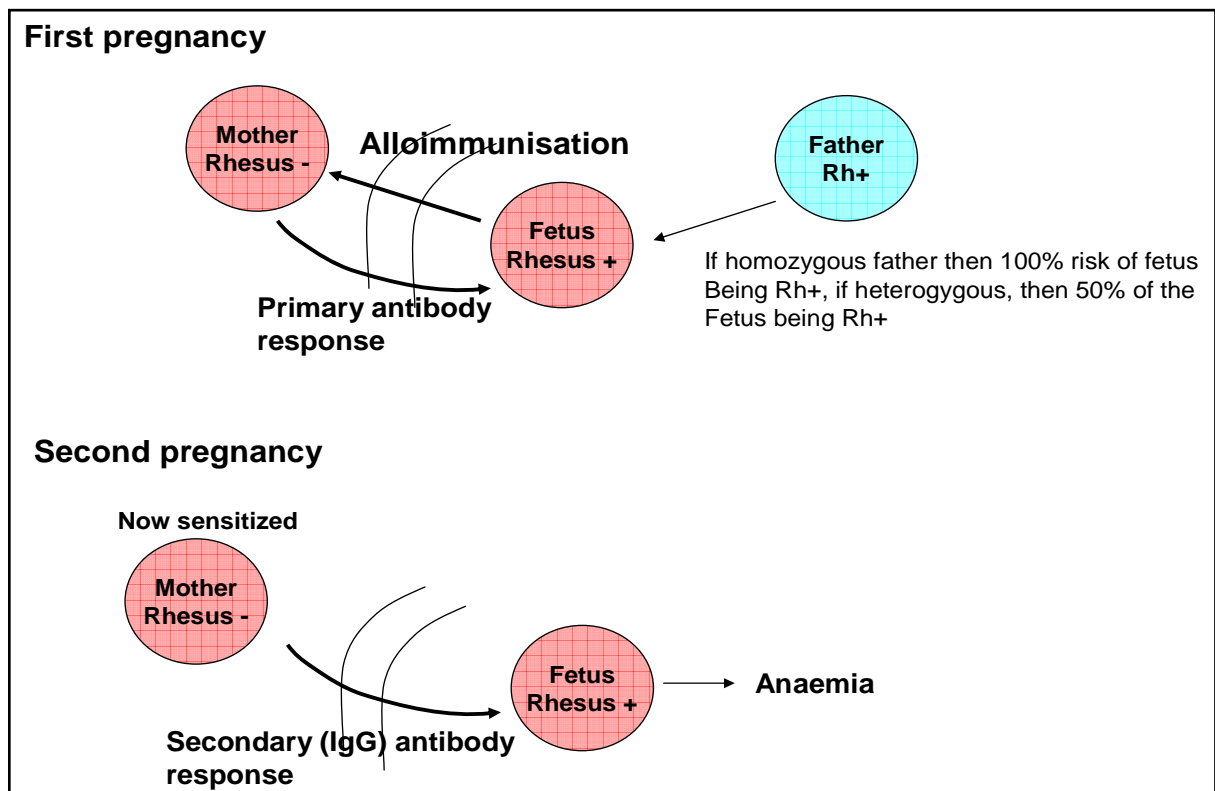 First pregnancy
Mother
Rhesus -
Alloimmunisation
Father
Rh+
Fetus
Rhesus +
If homozygous father then 100% risk of fetus
Being Rh+, if heterogygous, then 50% of the
Fetus being Rh+
Primary antibody
response
Second pregnancy
Now sensitized
Mother
Rhesus -
Fetus
Rhesus +
Anaemia
Secondary (IgG) antibody
response